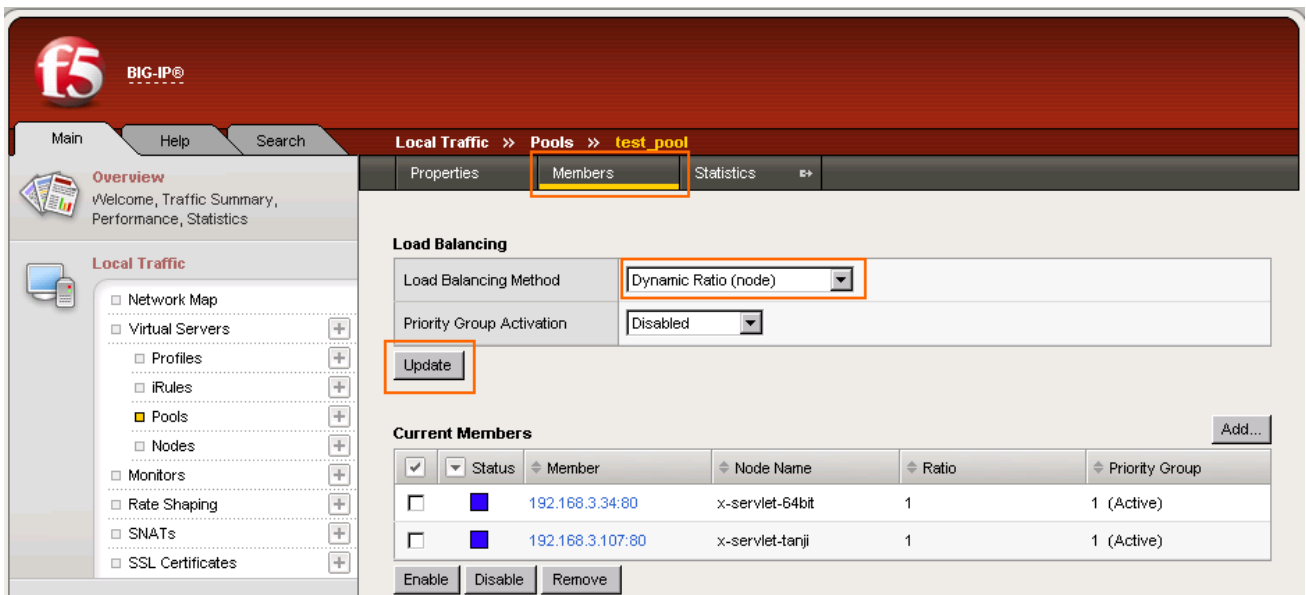 f5
BIG-IP®
Main Help Search
Local Traffic » Pools » test_pool
Properties Members Statistics
Overview
Welcome, Traffic Summary,
Performance, Statistics
Local Traffic
Network Map
Virtual Servers
Profiles
iRules
Pools
Nodes
Monitors
Rate Shaping
SNATs
SSL Certificates
Load Balancing
Load Balancing Method Dynamic Ratio (node)
Priority Group Activation Disabled
Update
Current Members Add...
Status Member Node Name Ratio Priority Group
192.168.3.34:80 x-servlet-64bit 1 1 (Active)
192.168.3.107:80 x-servlet-tanji 1 1 (Active)
Enable Disable Remove